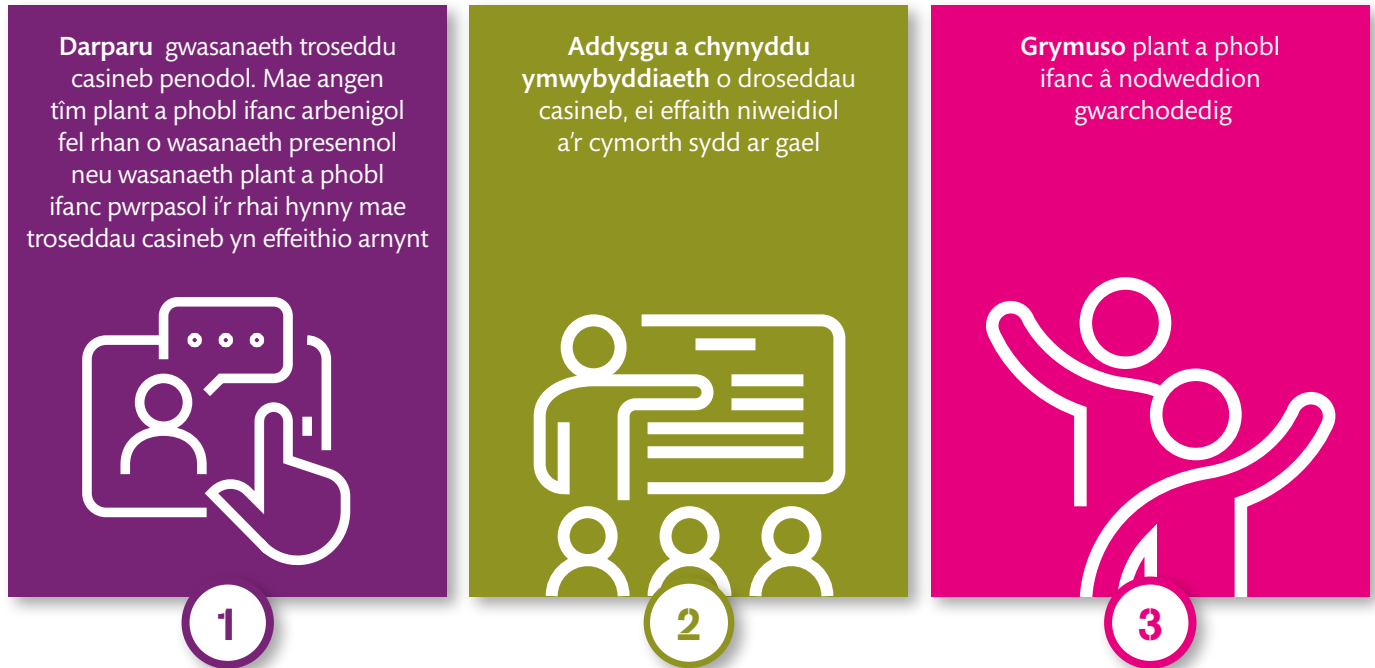 Darparu gwasanaeth troseddu
casineb penodol. Mae angen
tîm plant a phobl ifanc arbenigol
fel rhan o wasanaeth presennol
neu wasanaeth plant a phobl
ifanc pwrpasol i'r rhai hynny mae
troseddau casineb yn effeithio arnynt
1
Addysgu a chynyddu
ymwybyddiaeth o droseddau
casineb, ei effaith niweidiol
a'r cymorth sydd ar gael
2
Grymuso plant a phobl
ifanc â nodweddion
gwarchodedig
3